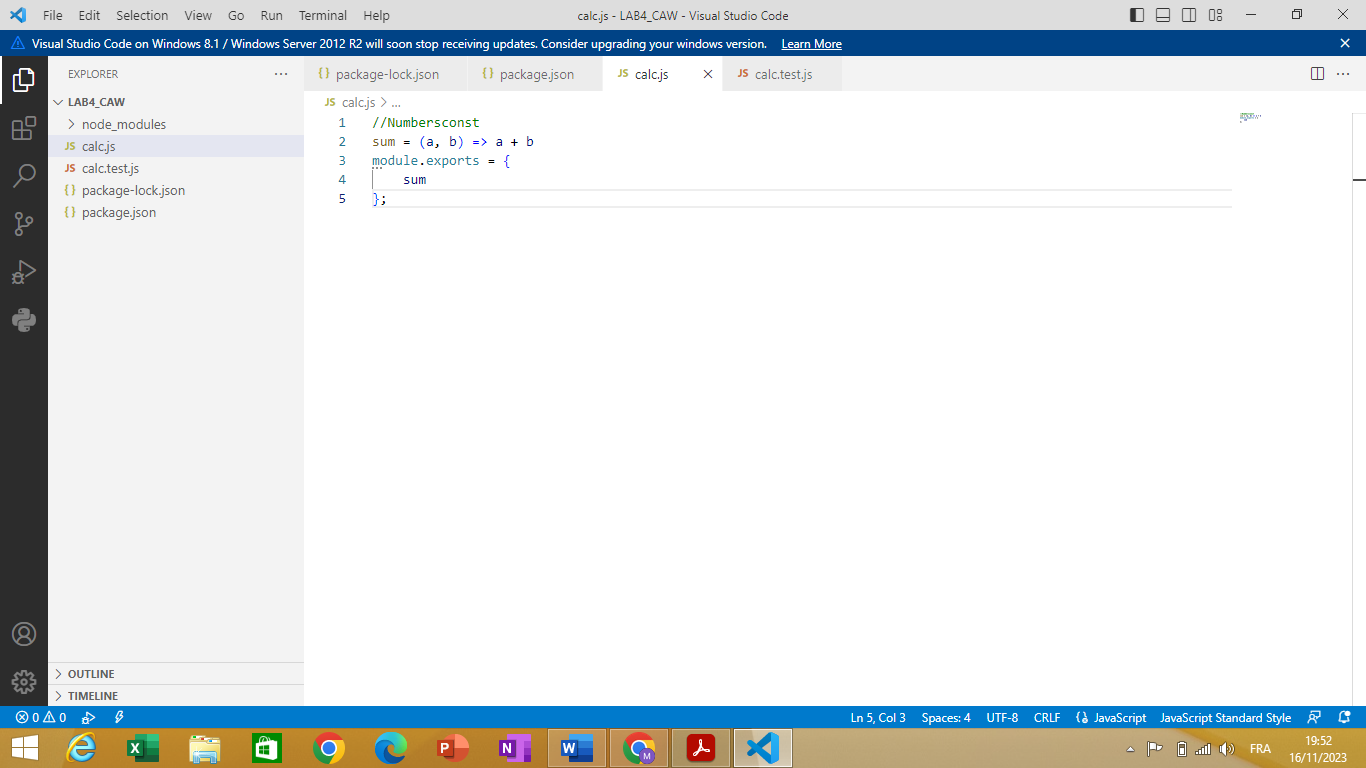 File Edit Selection View Go Run Terminal Help calc.js - LAB4_CAW - Visual Studio Code
Visual Studio Code on Windows 8.1 / Windows Server 2012 R2 will soon stop receiving updates. Consider upgrading your windows version. Learn More
EXPLORER
LAB4_CAW
node_modules
JS calc.js
JS calc.test.js
{} package-lock.json
{} package.json
OUTLINE
TIMELINE
{} package-lock.json {} package.json JS calc.js JS calc.test.js
JS calc.js > ...
1 //Numbersconst
2 sum = (a, b) => a + b
3 module.exports = {
4 sum
5 };
0 0 Ln 5, Col 3 Spaces: 4 UTF-8 CRLF {} JavaScript JavaScript Standard Style
FRA
19:52
16/11/2023